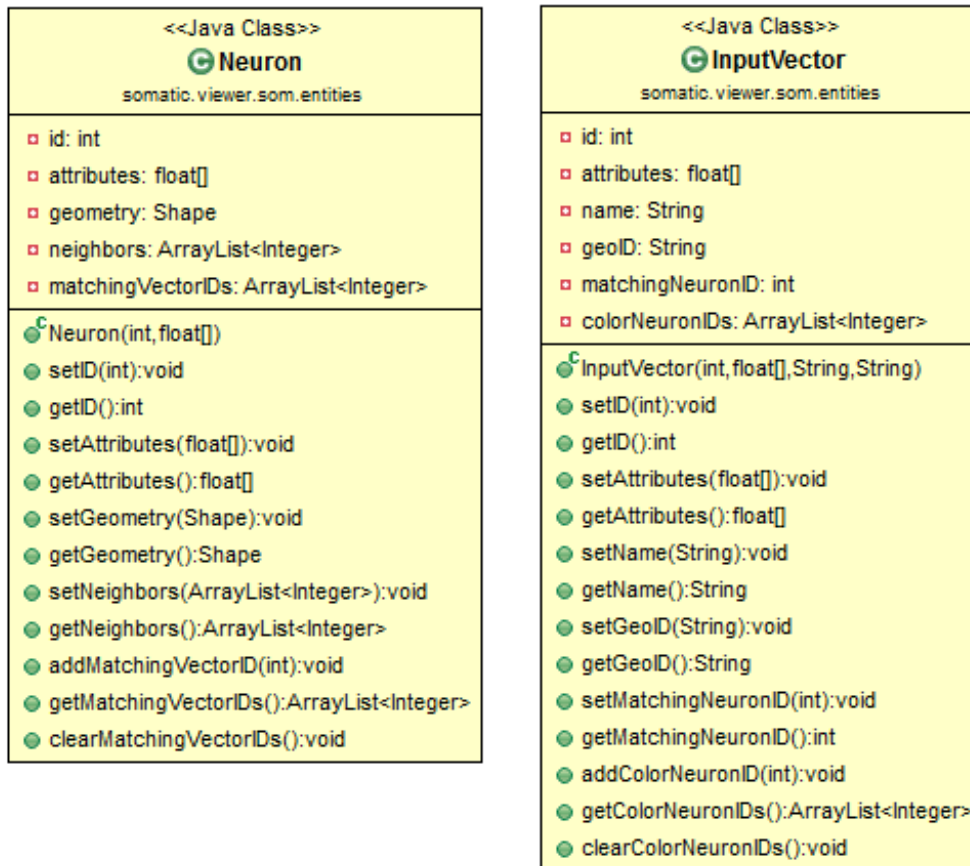 <<Java Class>>
Neuron
somatic.viewer.som.entities
id: int
attributes: float[]
geometry: Shape
neighbors: ArrayList<Integer>
matchingVectorIDs: ArrayList<Integer>
Neuron(int,float[])
setID(int):void
getID():int
setAttributes(float[]):void
getAttributes():float[]
setGeometry(Shape):void
getGeometry():Shape
setNeighbors(ArrayList<Integer>):void
getNeighbors():ArrayList<Integer>
addMatchingVectorID(int):void
getMatchingVectorIDs():ArrayList<Integer>
clearMatchingVectorIDs():void
<<Java Class>>
InputVector
somatic.viewer.som.entities
id: int
attributes: float[]
name: String
geoID: String
matchingNeuronID: int
colorNeuronIDs: ArrayList<Integer>
InputVector(int,float[],String,String)
setID(int):void
getID():int
setAttributes(float[]):void
getAttributes():float[]
setName(String):void
getName():String
setGeoID(String):void
getGeoID():String
setMatchingNeuronID(int):void
getMatchingNeuronID():int
addColorNeuronID(int):void
getColorNeuronIDs():ArrayList<Integer>
clearColorNeuronIDs():void